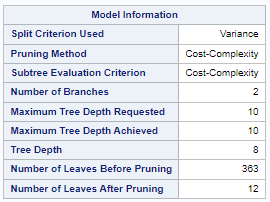 Model Information
Split Criterion Used Variance
Pruning Method Cost-Complexity
Subtree Evaluation Criterion Cost-Complexity
Number of Branches 2
Maximum Tree Depth Requested 10
Maximum Tree Depth Achieved 10
Tree Depth 8
Number of Leaves Before Pruning 363
Number of Leaves After Pruning 12